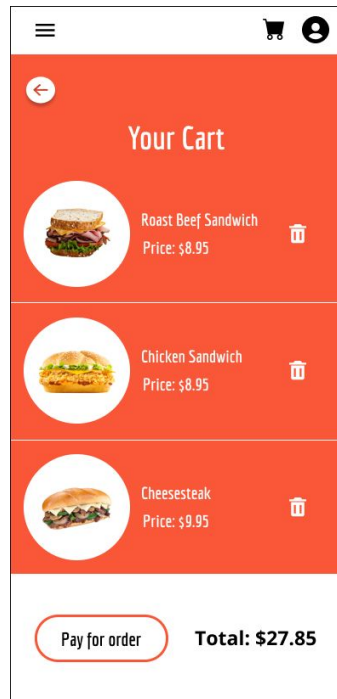 Your Cart
Roast Beef Sandwich
Price: $8.95
Chicken Sandwich
Price: $8.95
Cheesesteak
Price: $9.95
Pay for order
Total: $27.85